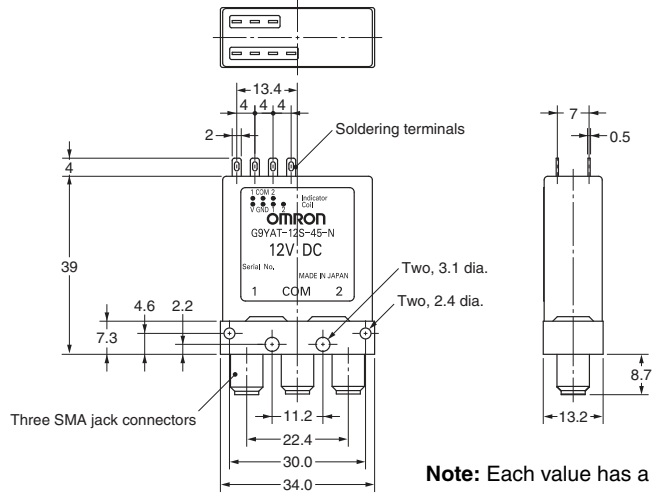 13.4
4 4 4
2
Soldering terminals
7
0.5
4
1 COM 2
Indicator
Coil
V GND 1 2
OMRON
G9YAT-12S-45-N
12V DC
Serial No.
MADE IN JAPAN
1 COM 2
39
Two, 3.1 dia.
Two, 2.4 dia.
4.6
2.2
7.3
8.7
Three SMA jack connectors
11.2
13.2
22.4
30.0
34.0
Note: Each value has a